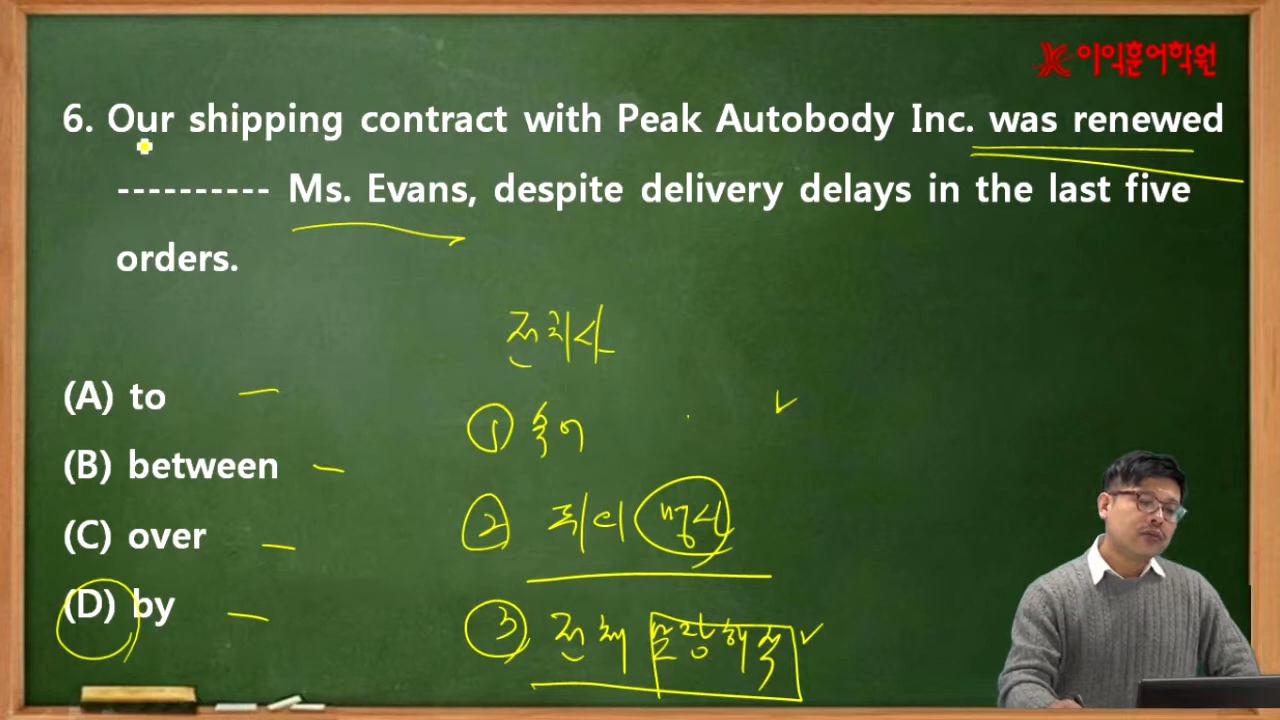 이익훈어학원
6. Our shipping contract with Peak Autobody Inc. was renewed
---------- Ms. Evans, despite delivery delays in the last five
orders.
전치사
(A) to
① 숙어
(B) between
② 뒤에 명사
(C) over
(D) by
③ 전체 문장해석